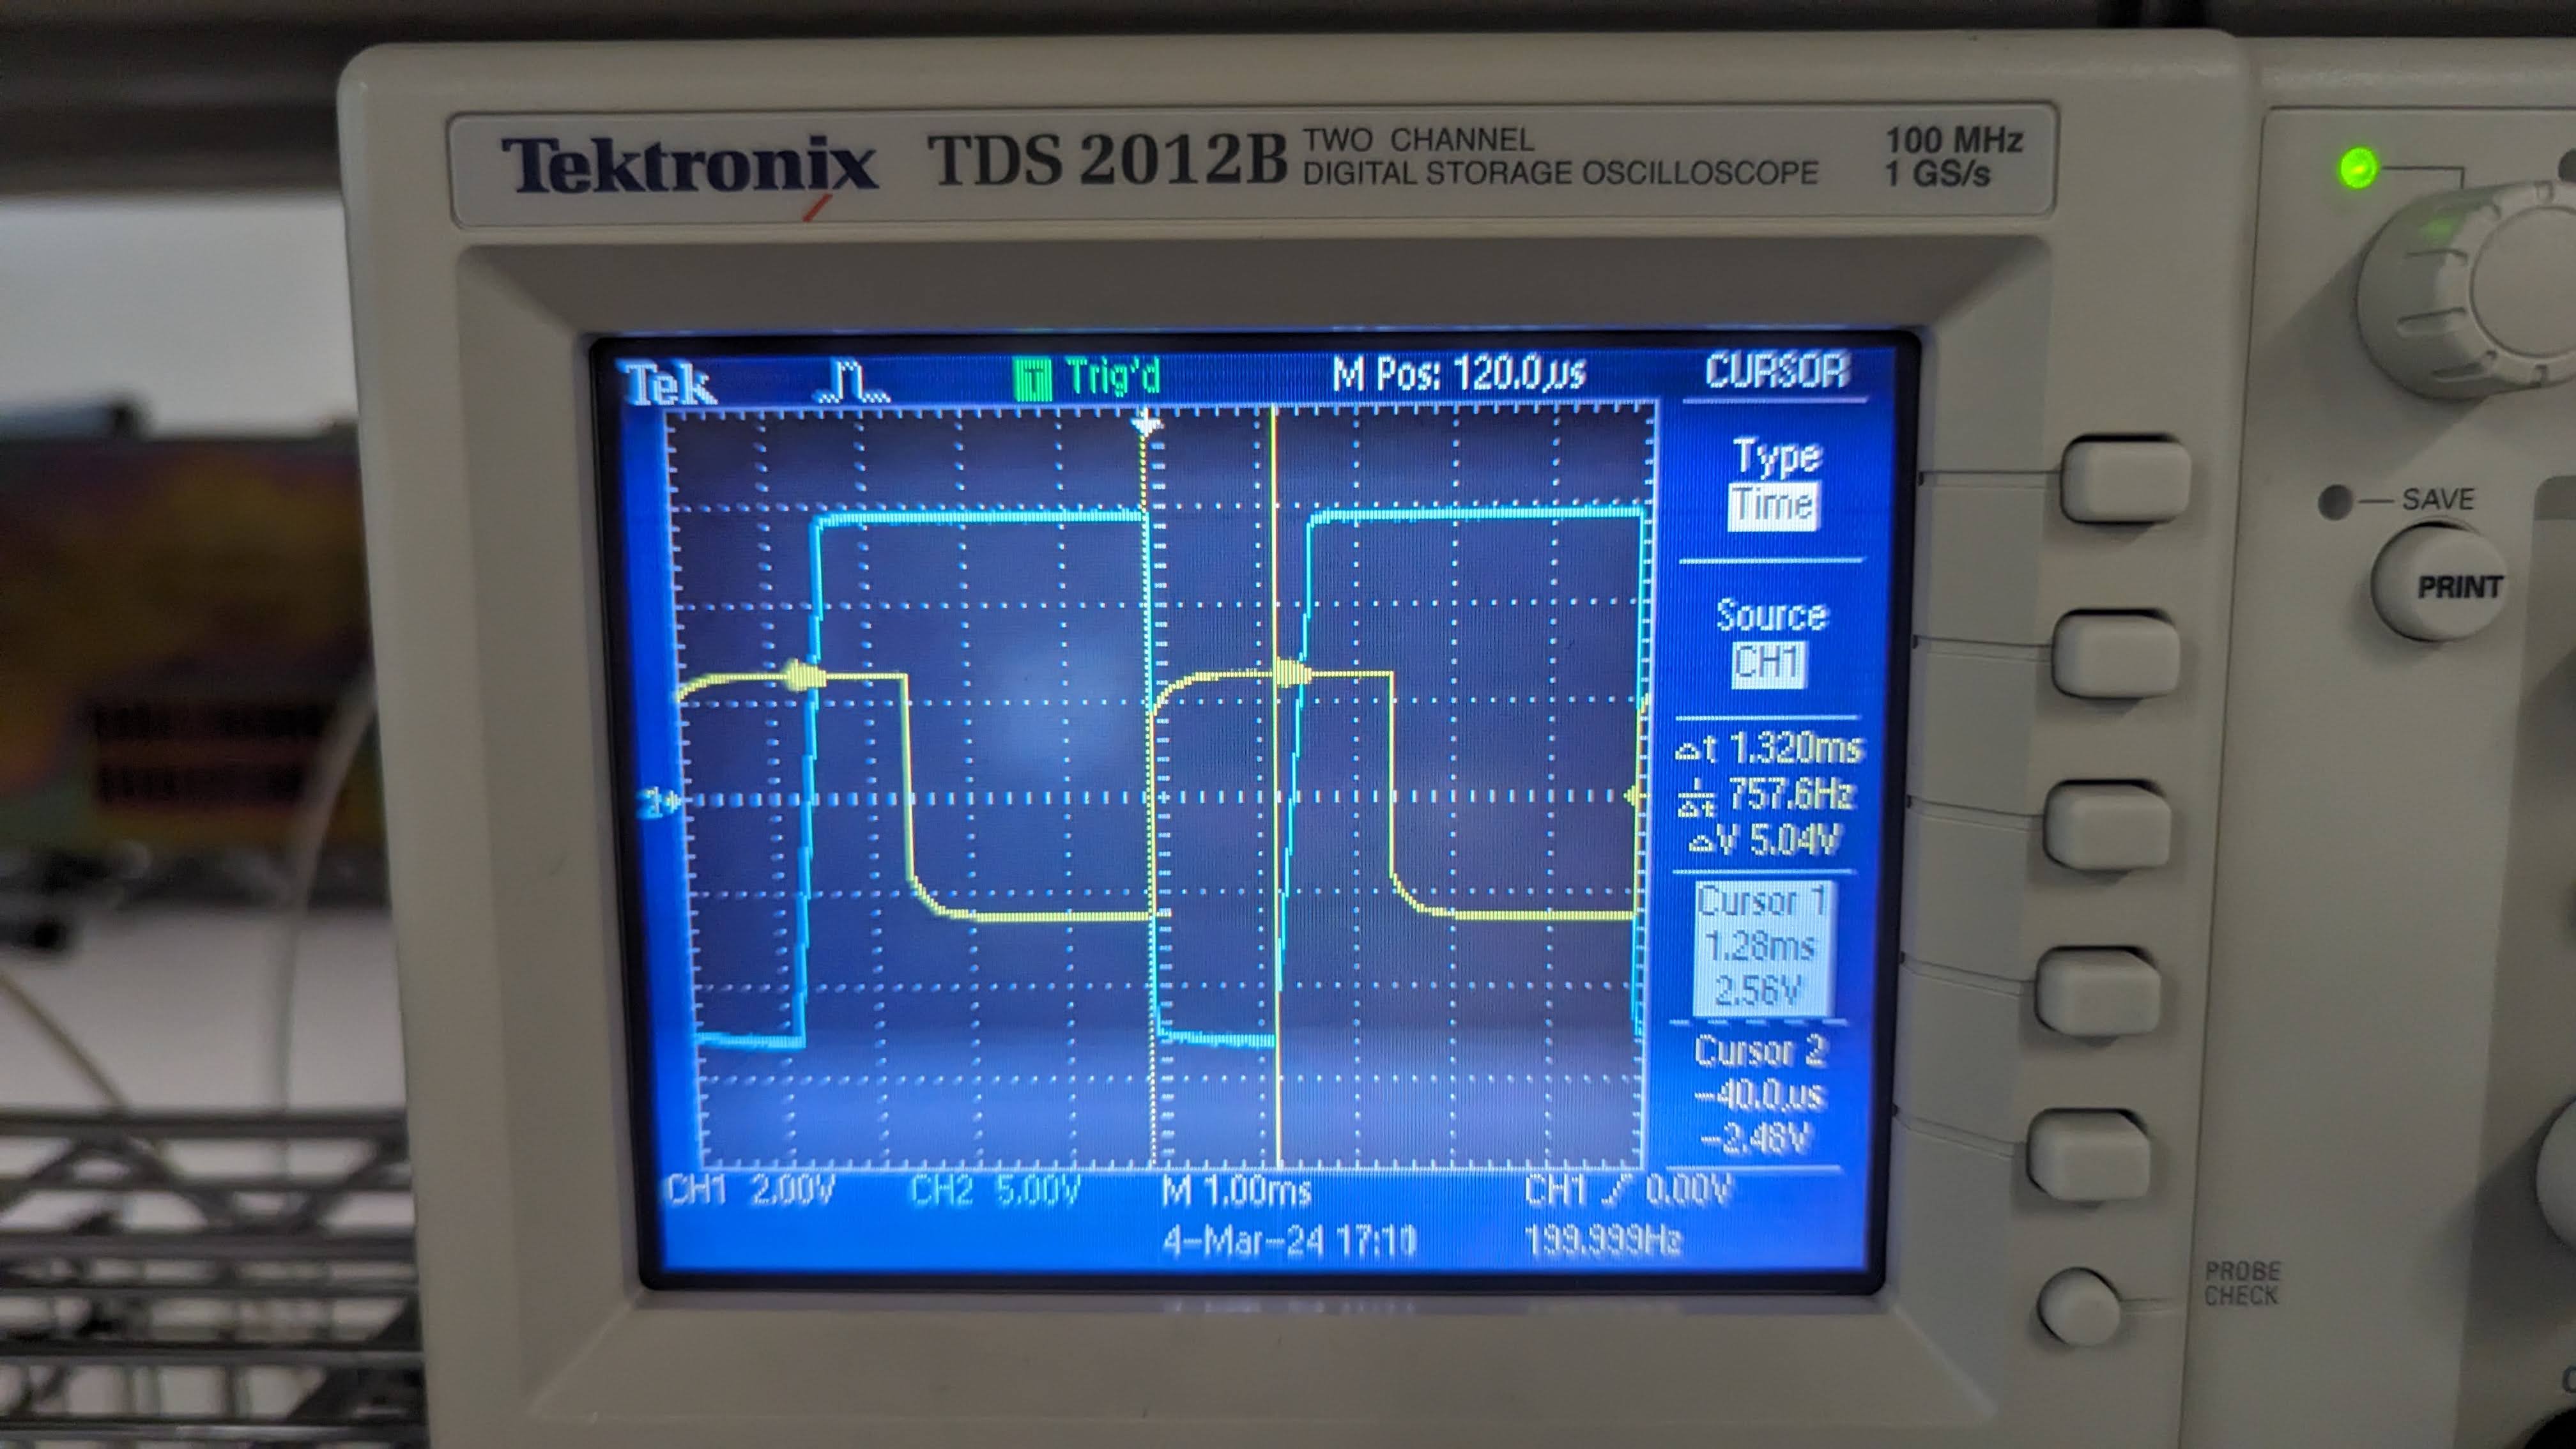 Tektronix TDS 2012B TWO CHANNEL DIGITAL STORAGE OSCILLOSCOPE 100 MHz 1 GS/s
Tek T Trig'd M Pos: 120.0µs CURSOR
Type
Time
Source
CH1
Δt 1.320ms
1/Δt 757.6Hz
ΔV 5.04V
Cursor 1
1.28ms
2.56V
Cursor 2
-40.0µs
-2.48V
CH1 2.00V CH2 5.00V M 1.00ms CH1 0.00V
4-Mar-24 17:10 199.999Hz
SAVE
PRINT
PROBE
CHECK